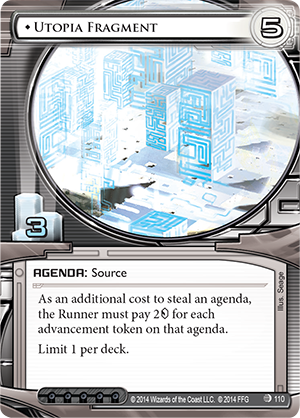 ◆ Utopia Fragment
5
3
AGENDA: Source
As an additional cost to steal an agenda,
the Runner must pay 2 for each
advancement token on that agenda.
Limit 1 per deck.
Illus. Seage
© 2014 Wizards of the Coast LLC. © 2014 FFG
110